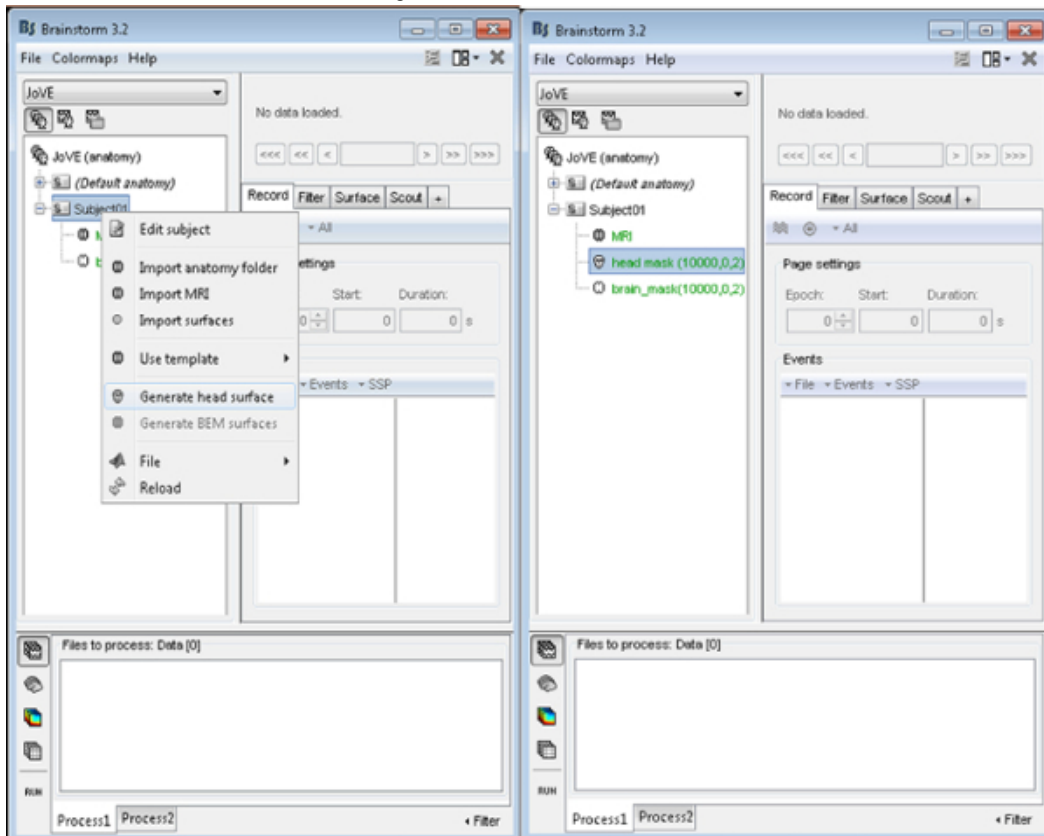 Brainstorm 3.2
File Colormaps Help
JoVE
No data loaded.
<<< << < > >> >>>
JoVE (anatomy)
(Default anatomy)
Subject01
Record Filter Surface Scout +
All
Edit subject
Import anatomy folder
Import MRI
Import surfaces
Use template
Generate head surface
Generate BEM surfaces
File
Reload
Start: Duration:
0 0 0 s
Events SSP
Files to process: Data [0]
RUN
Process1 Process2 Filter
Brainstorm 3.2
File Colormaps Help
JoVE
No data loaded.
<<< << < > >> >>>
JoVE (anatomy)
(Default anatomy)
Subject01
MRI
head mask (10000,0,2)
brain_mask(10000,0,2)
Record Filter Surface Scout +
All
Page settings
Epoch: Start: Duration:
0 0 0 s
Events
File Events SSP
Files to process: Data [0]
RUN
Process1 Process2 Filter